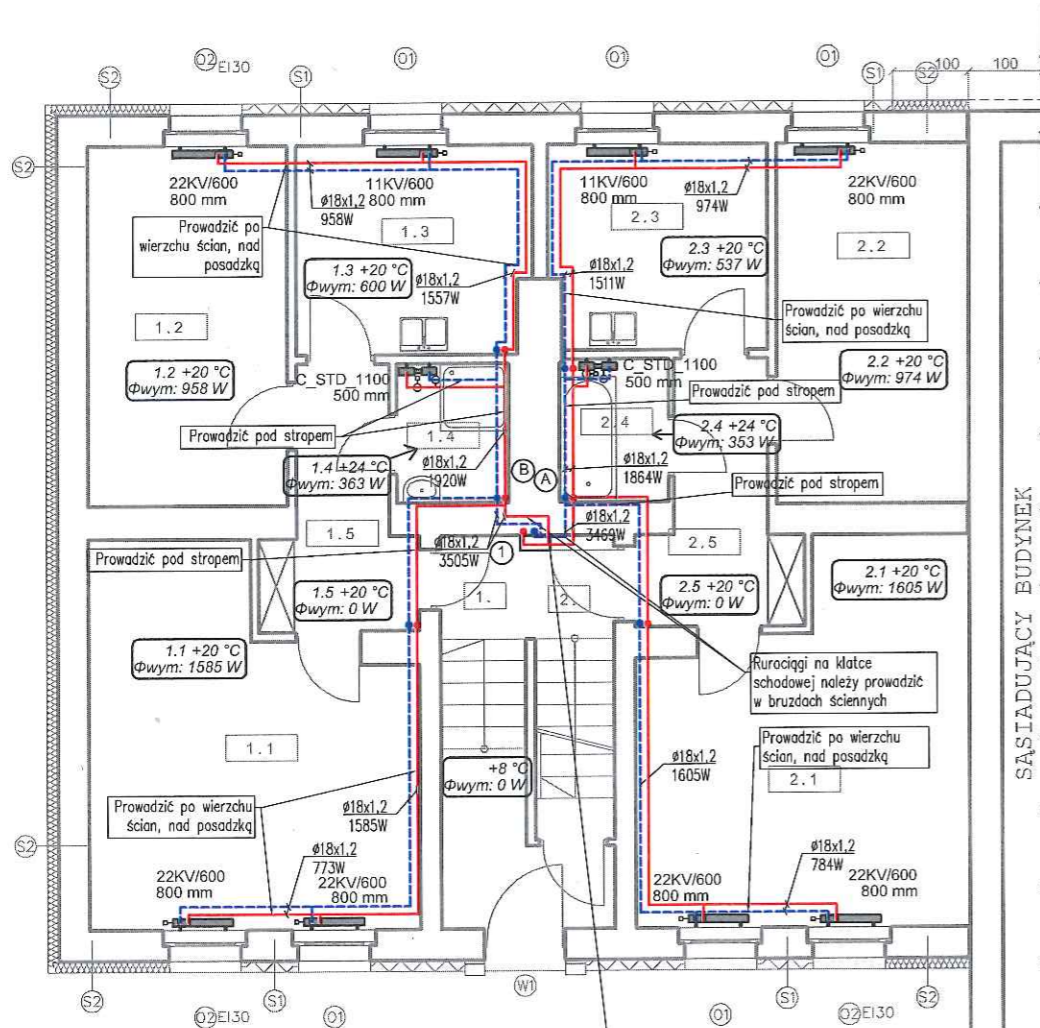 O2 EI30
O1
O1
O1
S2
S1
S1
S2
100
100
S2
22KV/600
800 mm
ø18x1,2
958W
11KV/600
800 mm
11KV/600
800 mm
ø18x1,2
974W
22KV/600
800 mm
Prowadzić po
wierzchu ścian, nad
posadzką
1.3
2.3
2.2
1.3 +20 °C
Φwym: 600 W
ø18x1,2
1557W
ø18x1,2
1511W
2.3 +20 °C
Φwym: 537 W
Prowadzić po wierzchu
ścian, nad posadzką
1.2
1.2 +20 °C
Φwym: 958 W
C_STD_1100
500 mm
C_STD_1100
500 mm
2.2 +20 °C
Φwym: 974 W
Prowadzić pod stropem
Prowadzić pod stropem
1.4
2.4
1.4 +24 °C
Φwym: 363 W
ø18x1,2
1920W
B
A
ø18x1,2
1864W
2.4 +24 °C
Φwym: 353 W
Prowadzić pod stropem
1.5
ø18x1,2
3505W
1
ø18x1,2
3469W
2.5
Prowadzić pod stropem
1.5 +20 °C
Φwym: 0 W
1.
2.
2.5 +20 °C
Φwym: 0 W
2.1 +20 °C
Φwym: 1605 W
1.1 +20 °C
Φwym: 1585 W
Rurociągi na klatce
schodowej należy prowadzić
w bruzdach ściennych
1.1
+8 °C
Φwym: 0 W
ø18x1,2
1605W
Prowadzić po wierzchu
ścian, nad posadzką
2.1
Prowadzić po wierzchu
ścian, nad posadzką
ø18x1,2
1585W
S2
ø18x1,2
773W
ø18x1,2
784W
22KV/600
800 mm
22KV/600
800 mm
22KV/600
800 mm
22KV/600
800 mm
S2
S1
W1
S1
S2
O2 EI30
O1
O1
O2 EI30
SĄSIADUJĄCY BUDYNEK